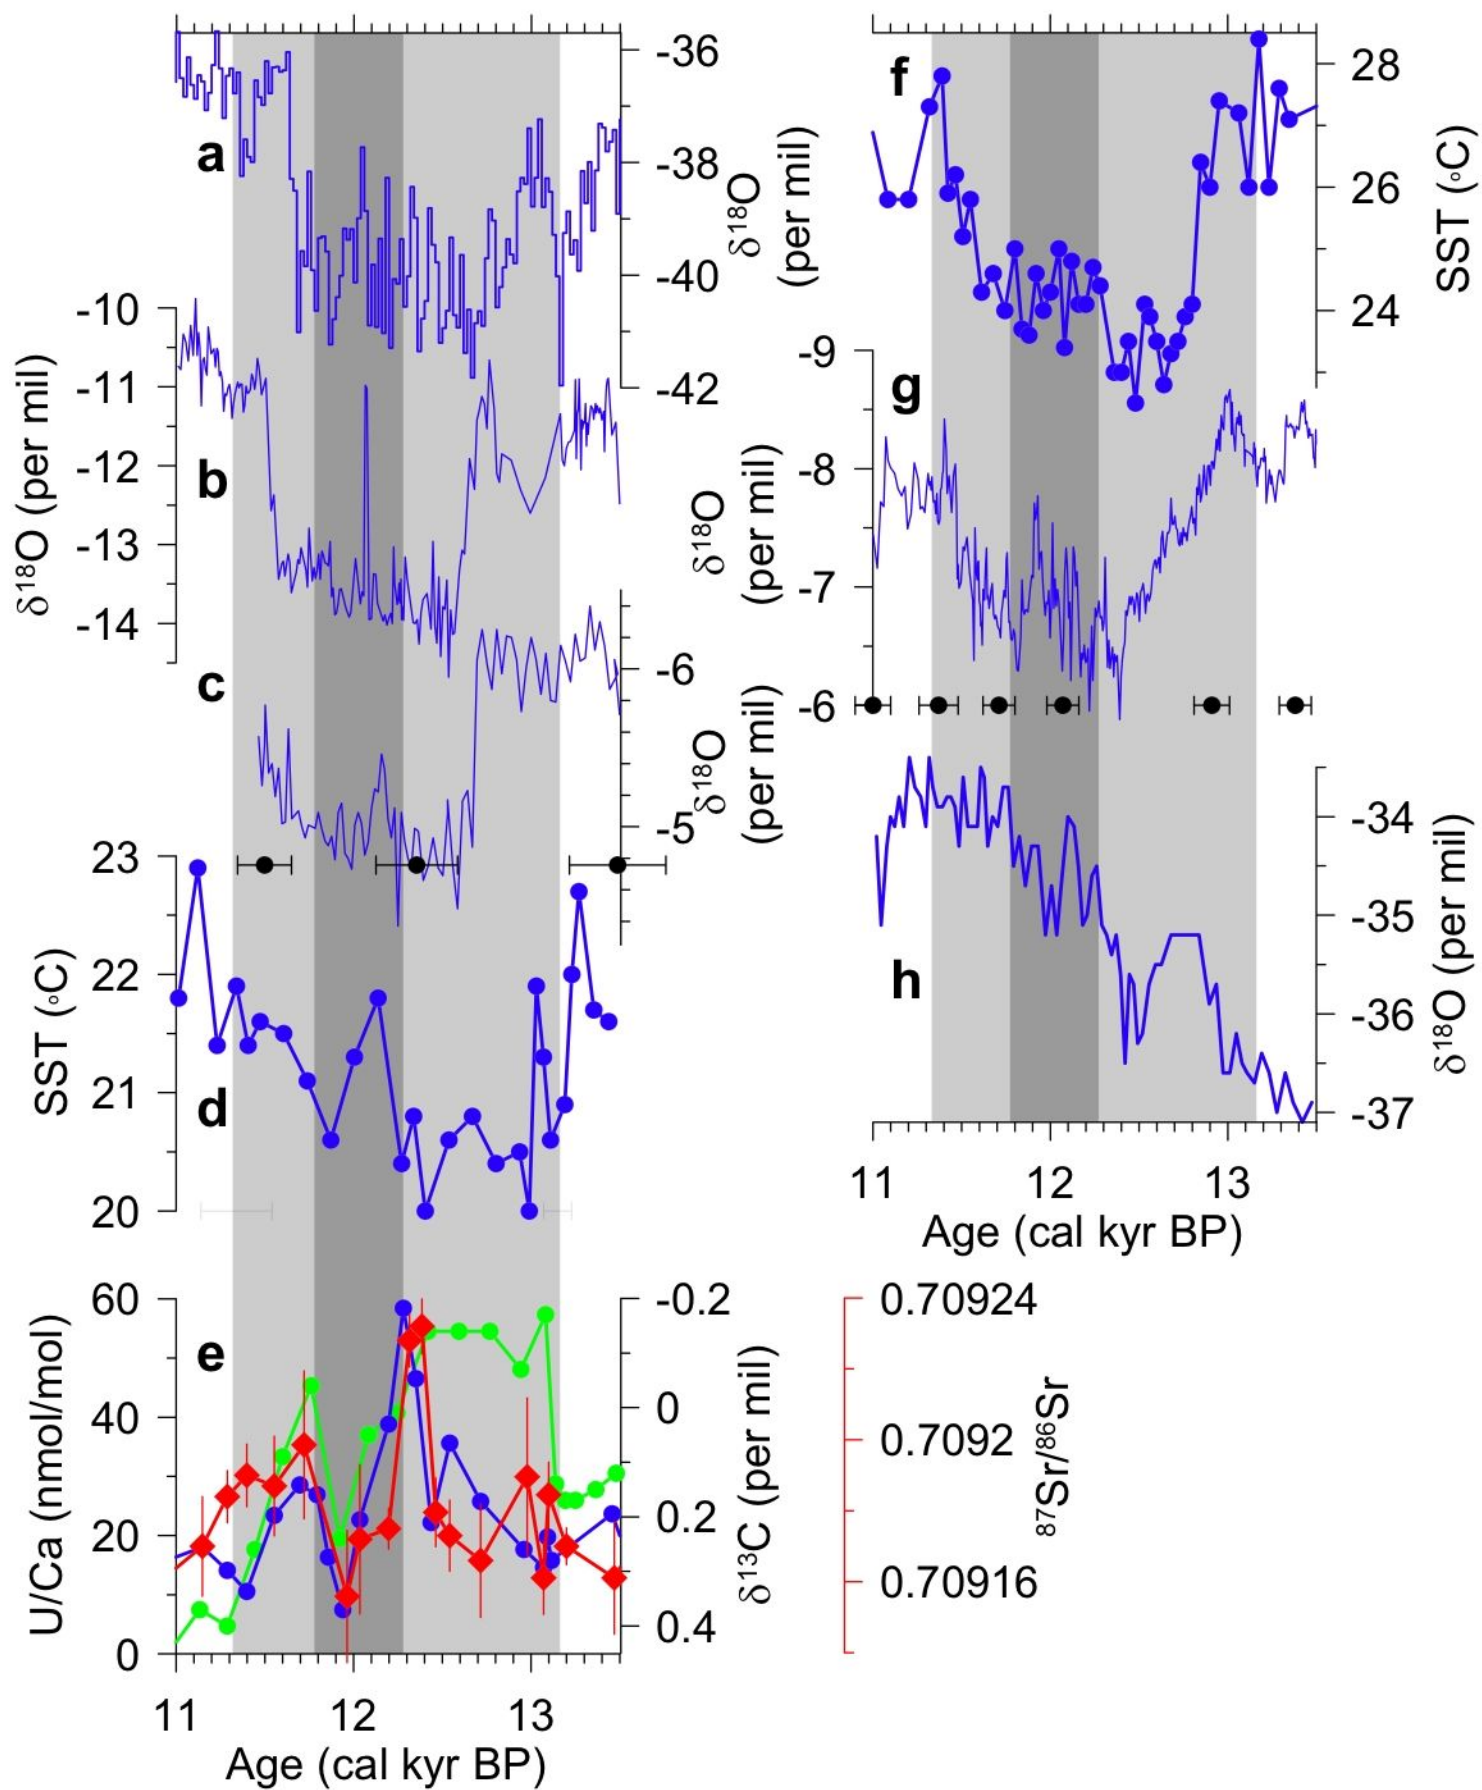 11
12
13
-36
-38
-40
-42
δ18O
(per mil)
a
-10
-11
-12
-13
-14
δ18O (per mil)
b
-6
-5
δ18O
(per mil)
c
23
22
21
20
SST (°C)
d
60
40
20
0
U/Ca (nmol/mol)
e
-0.2
0
0.2
0.4
δ13C (per mil)
0.70924
0.7092
0.70916
87Sr/86Sr
11
12
13
Age (cal kyr BP)
f
28
26
24
SST (°C)
-9
-8
-7
-6
δ18O
(per mil)
g
-34
-35
-36
-37
δ18O (per mil)
h
Age (cal kyr BP)